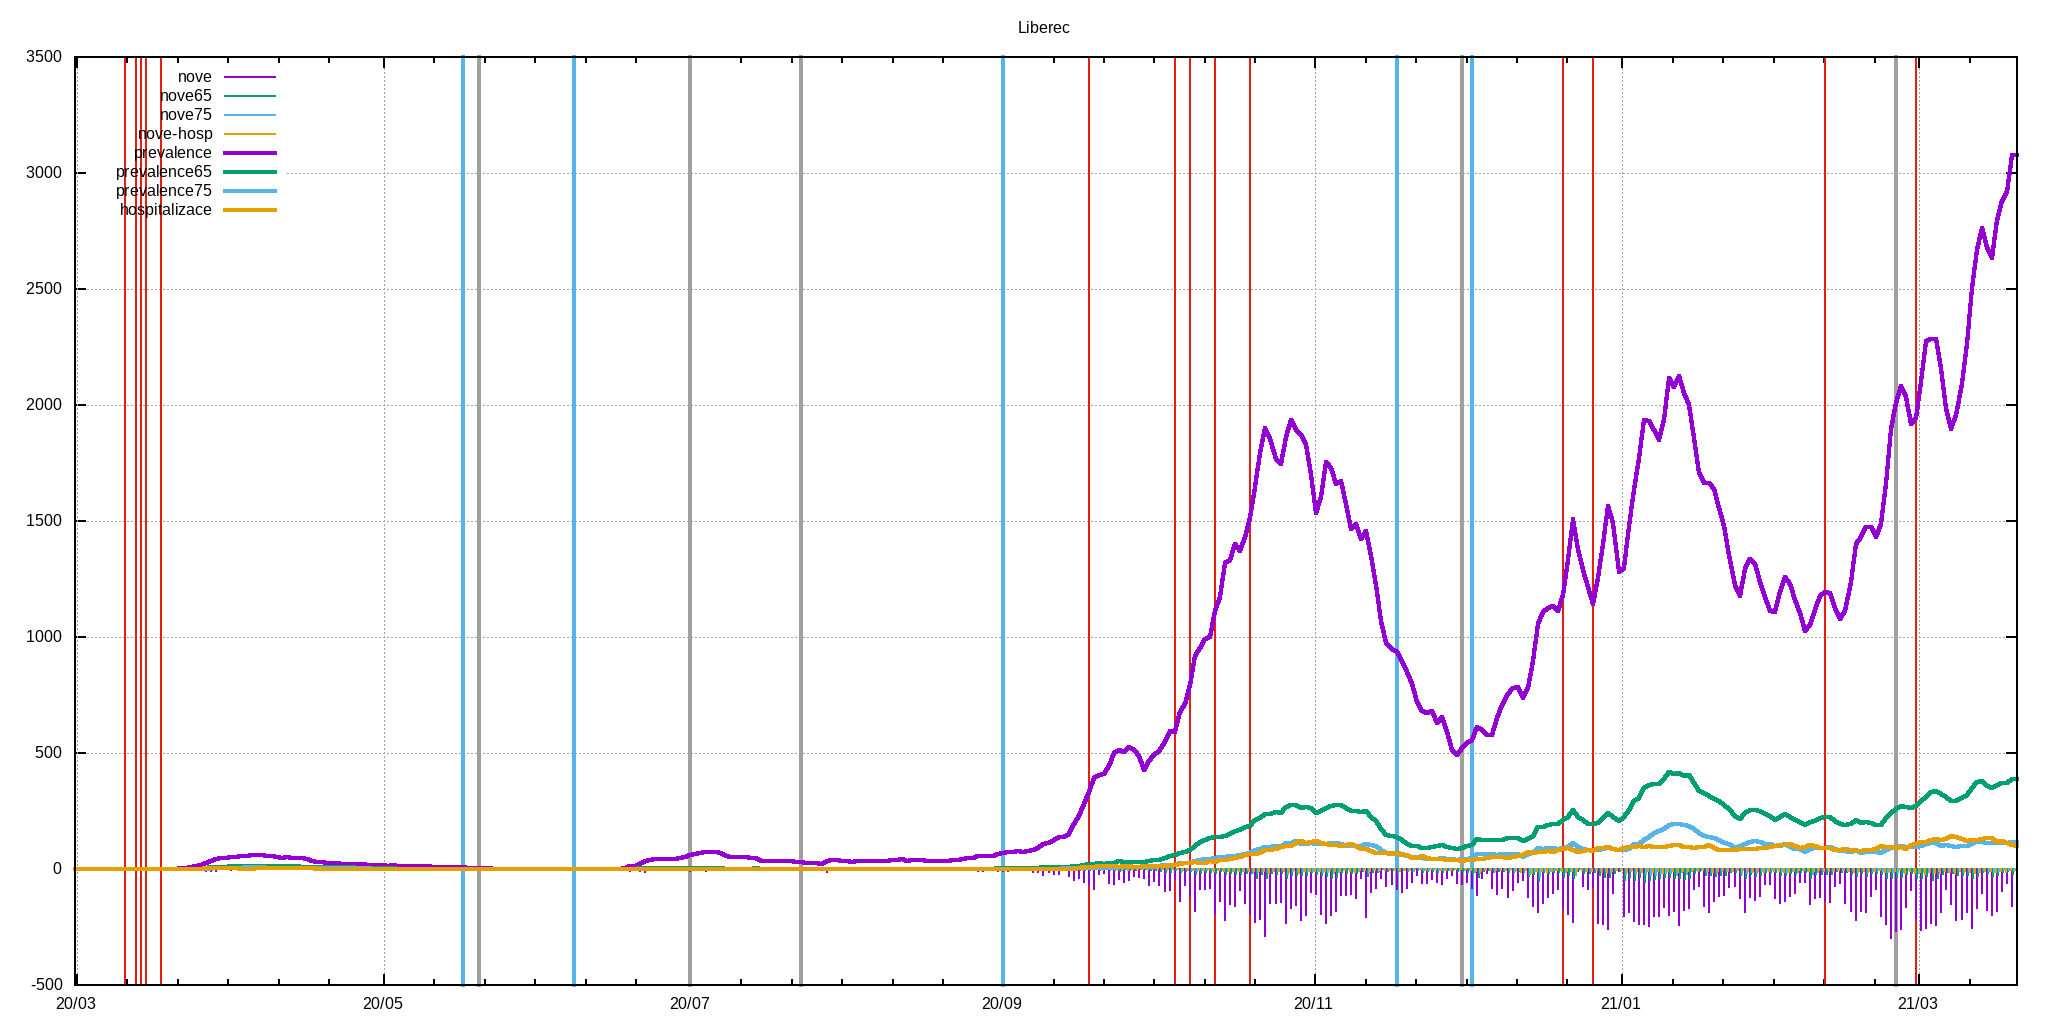 Liberec
3500
3000
2500
2000
1500
1000
500
0
-500
nove
nove65
nove75
nove-hosp
prevalence
prevalence65
prevalence75
hospitalizace
20/03 20/05 20/07 20/09 20/11 21/01 21/03